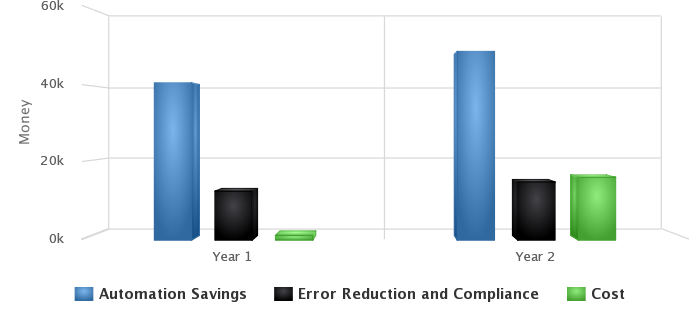 60k
40k
20k
0k
Money
Year 1
Year 2
Automation Savings
Error Reduction and Compliance
Cost